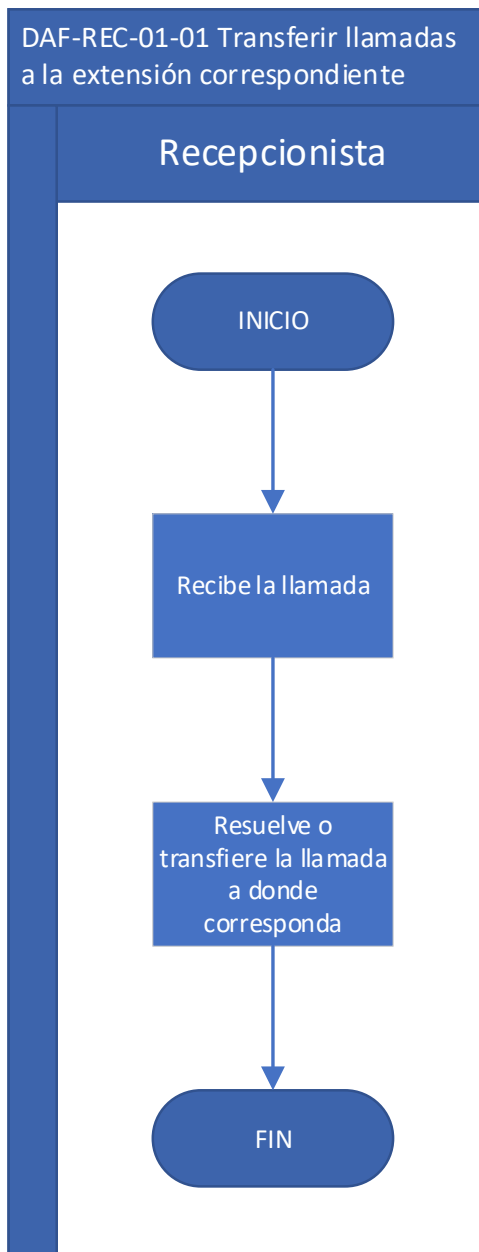 DAF-REC-01-01 Transferir llamadas
a la extensión correspondiente
Recepcionista
INICIO
Recibe la llamada
Resuelve o
transfiere la llamada
a donde
corresponda
FIN